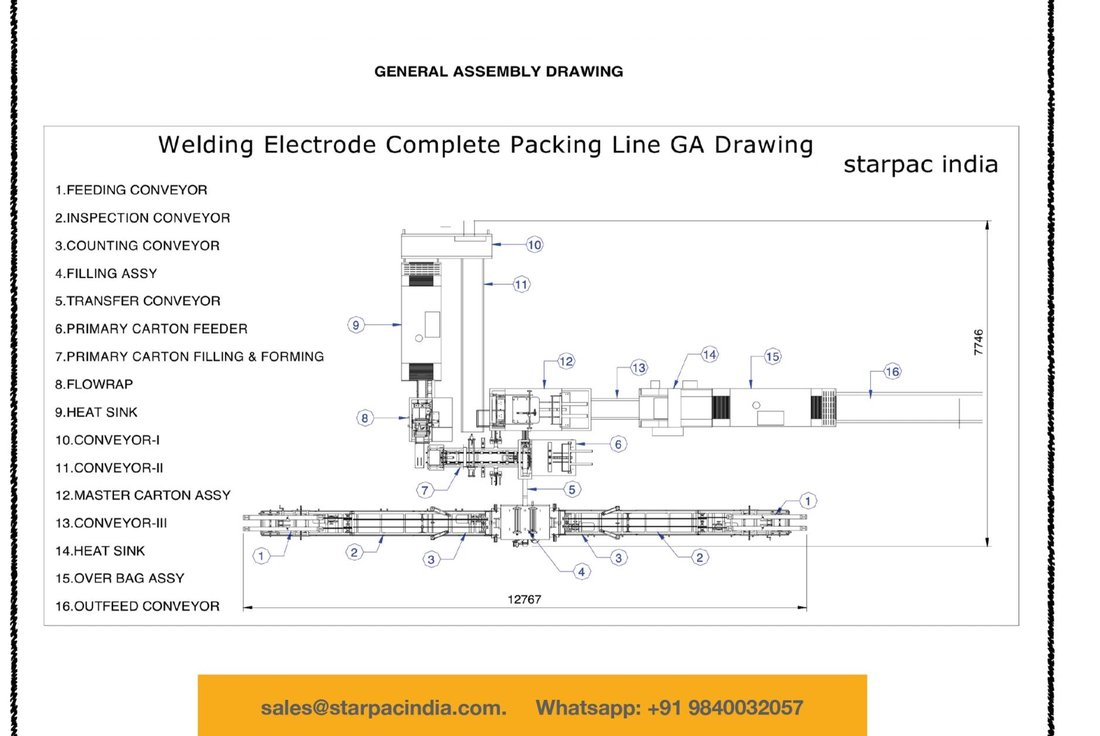 GENERAL ASSEMBLY DRAWING
Welding Electrode Complete Packing Line GA Drawing
starpac india
1.FEEDING CONVEYOR
2.INSPECTION CONVEYOR
3.COUNTING CONVEYOR
4.FILLING ASSY
5.TRANSFER CONVEYOR
6.PRIMARY CARTON FEEDER
7.PRIMARY CARTON FILLING & FORMING
8.FLOWRAP
9.HEAT SINK
10.CONVEYOR-I
11.CONVEYOR-II
12.MASTER CARTON ASSY
13.CONVEYOR-III
14.HEAT SINK
15.OVER BAG ASSY
16.OUTFEED CONVEYOR
10
11
9
12
13
14
15
16
7746
8
6
7
5
1
1
2
3
4
3
2
12767
sales@starpacindia.com. Whatsapp: +91 9840032057